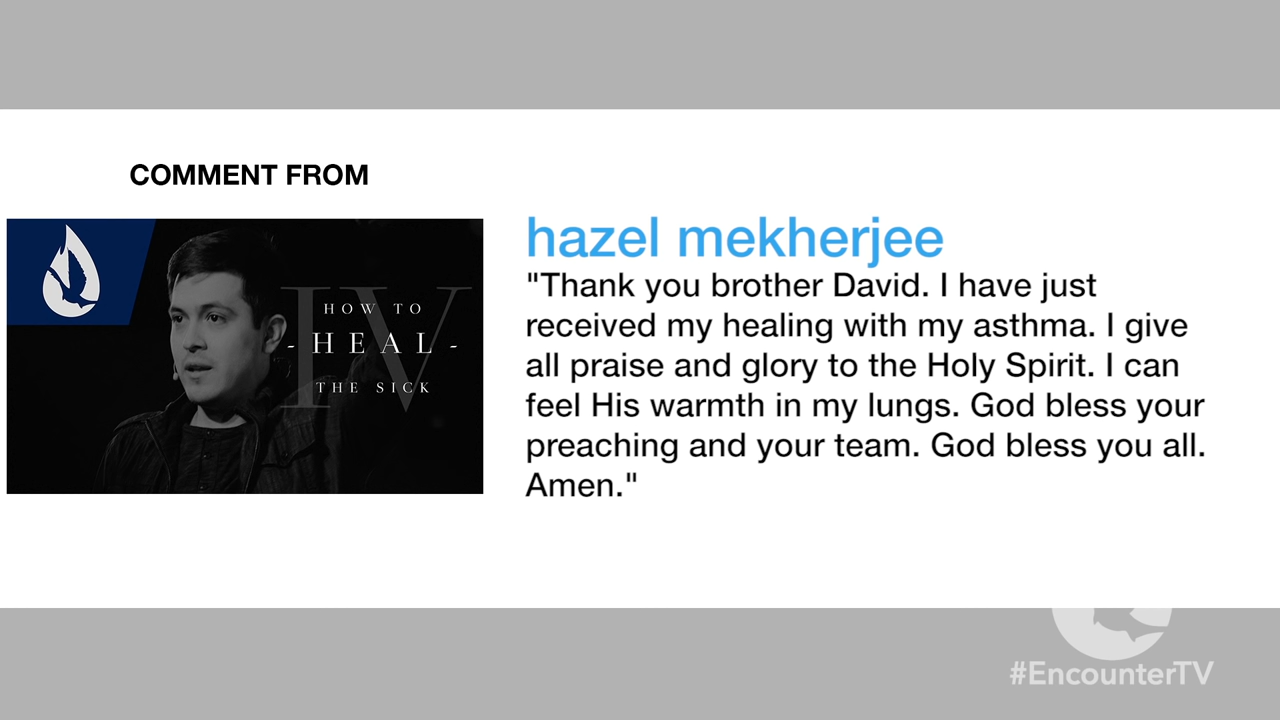 COMMENT FROM
IV
HOW TO
- HEAL -
THE SICK
hazel mekherjee
"Thank you brother David. I have just
received my healing with my asthma. I give
all praise and glory to the Holy Spirit. I can
feel His warmth in my lungs. God bless your
preaching and your team. God bless you all.
Amen."
#EncounterTV